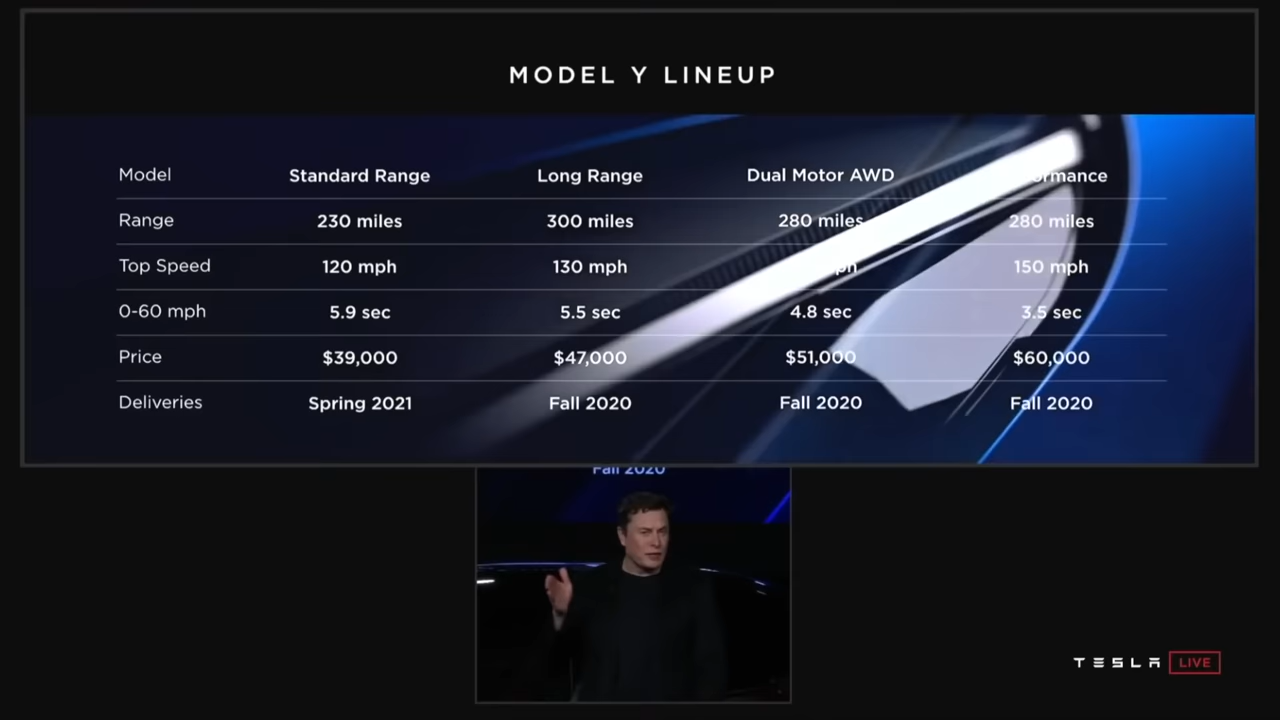 MODEL Y LINEUP
Model Standard Range Long Range Dual Motor AWD
Range 230 miles 300 miles 280 miles 280 miles
Top Speed 120 mph 130 mph 150 mph
0-60 mph 5.9 sec 5.5 sec 4.8 sec 3.5 sec
Price $39,000 $47,000 $51,000 $60,000
Deliveries Spring 2021 Fall 2020 Fall 2020 Fall 2020
Fall 2020
TESLA LIVE